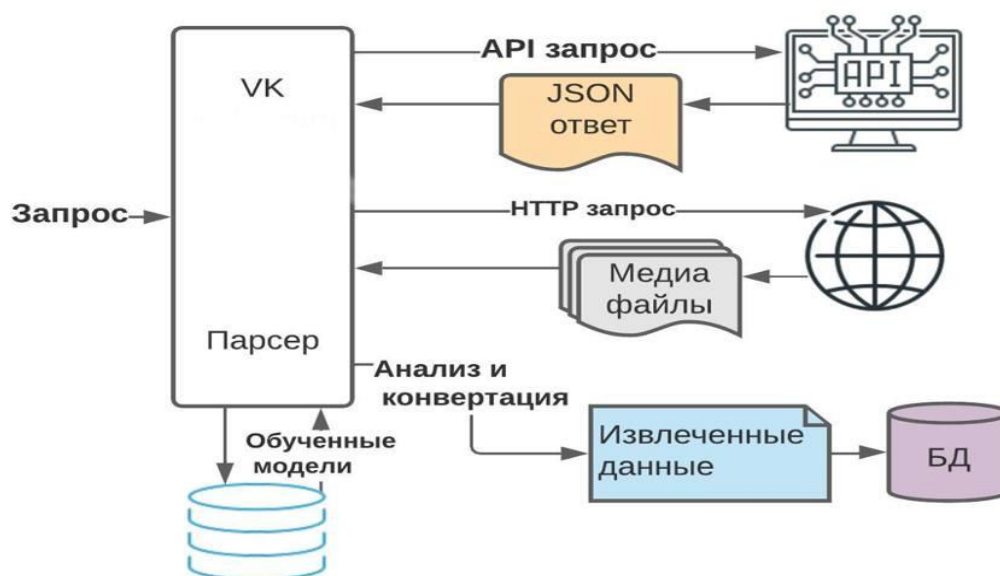 VK
API запрос
API
JSON
ответ
Запрос
HTTP запрос
Медиа
файлы
Парсер
Анализ и
конвертация
Обученные
модели
Извлеченные
данные
БД